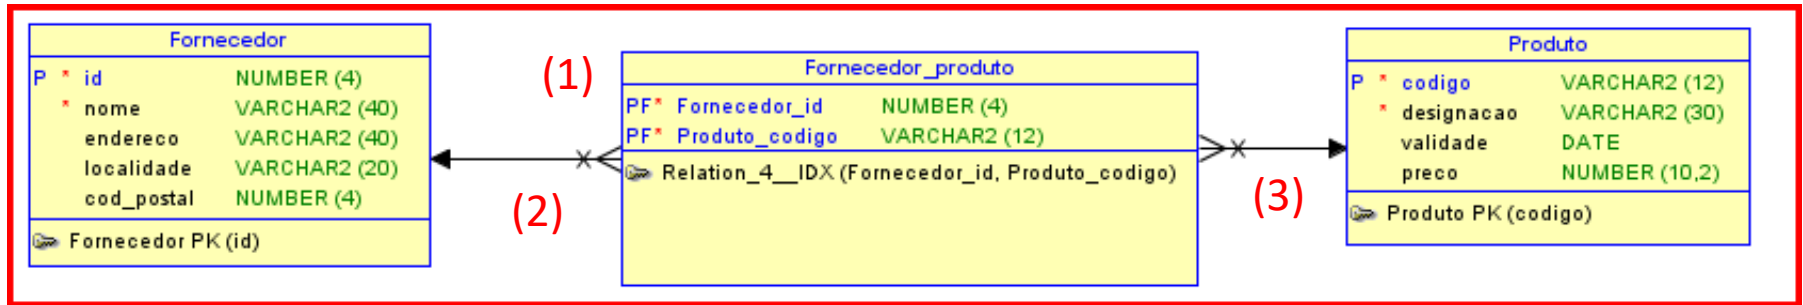 Fornecedor
P * id NUMBER (4)
* nome VARCHAR2 (40)
endereco VARCHAR2 (40)
localidade VARCHAR2 (20)
cod_postal NUMBER (4)
Fornecedor PK (id)
(1)
(2)
Fornecedor_produto
PF* Fornecedor_id NUMBER (4)
PF* Produto_codigo VARCHAR2 (12)
Relation_4__IDX (Fornecedor_id, Produto_codigo)
(3)
Produto
P * codigo VARCHAR2 (12)
* designacao VARCHAR2 (30)
validade DATE
preco NUMBER (10,2)
Produto PK (codigo)